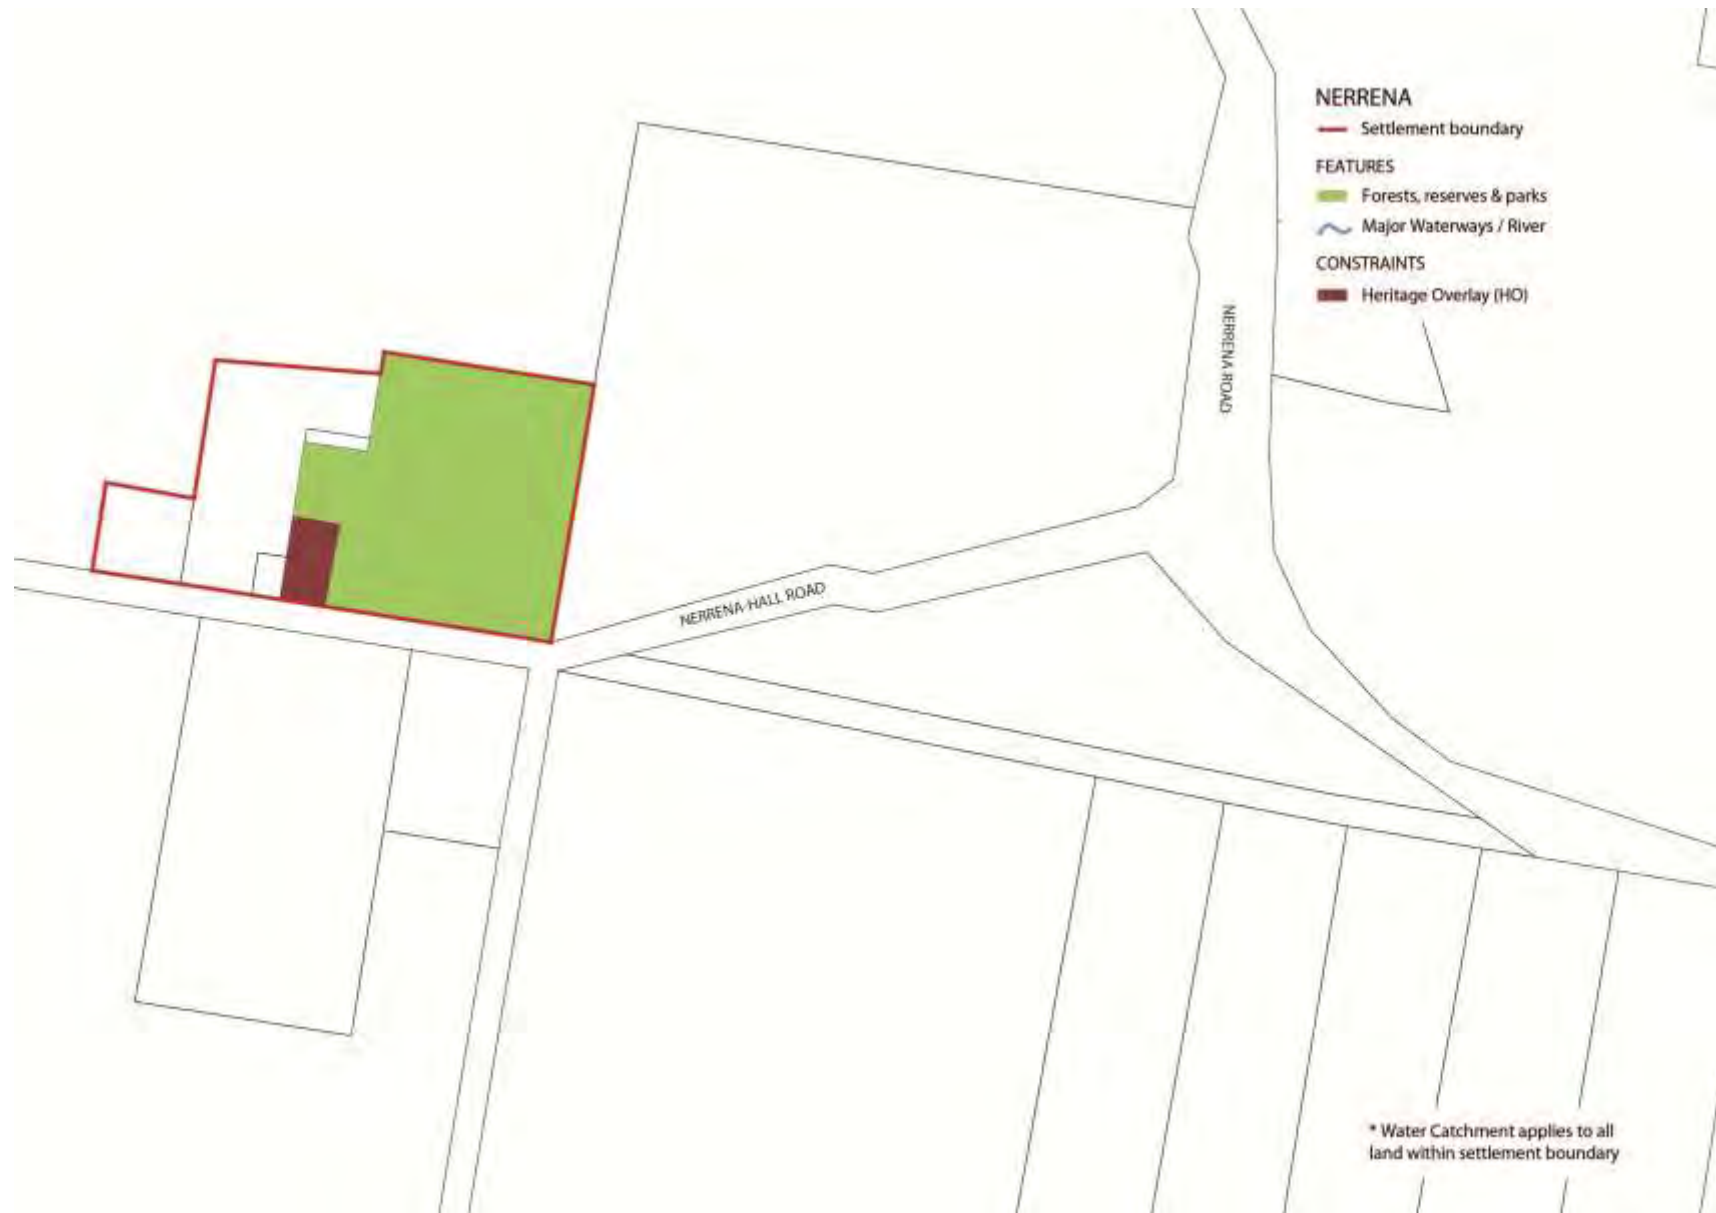 NERRENA
Settlement boundary
FEATURES
Forests, reserves & parks
Major Waterways / River
CONSTRAINTS
Heritage Overlay (HO)
NERRENA ROAD
NERRENA-HALL ROAD
* Water Catchment applies to all
land within settlement boundary